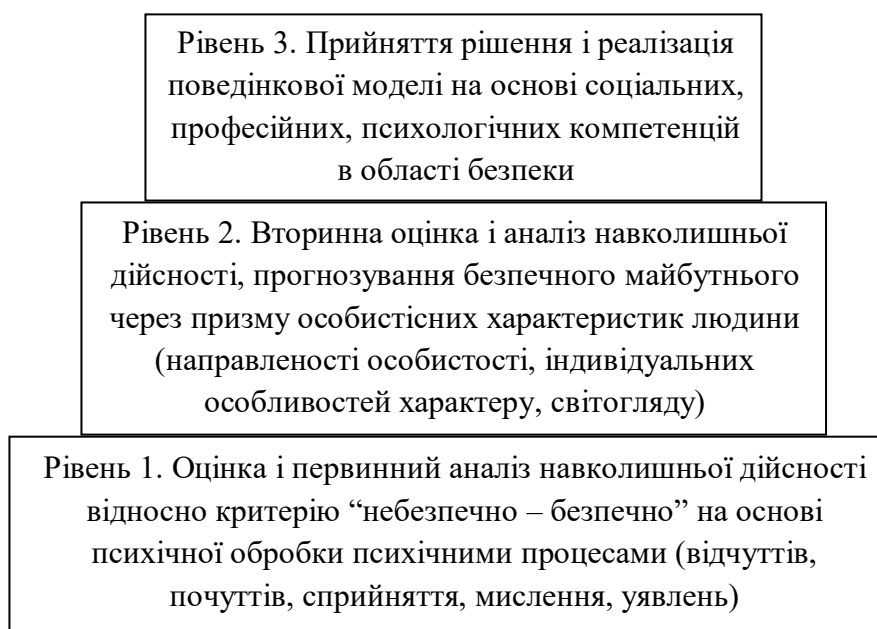 Рівень 3. Прийняття рішення і реалізація
поведінкової моделі на основі соціальних,
професійних, психологічних компетенцій
в області безпеки
Рівень 2. Вторинна оцінка і аналіз навколишньої
дійсності, прогнозування безпечного майбутнього
через призму особистісних характеристик людини
(направленості особистості, індивідуальних
особливостей характеру, світогляду)
Рівень 1. Оцінка і первинний аналіз навколишньої дійсності
відносно критерію “небезпечно – безпечно” на основі
психічної обробки психічними процесами (відчуттів,
почуттів, сприйняття, мислення, уявлень)